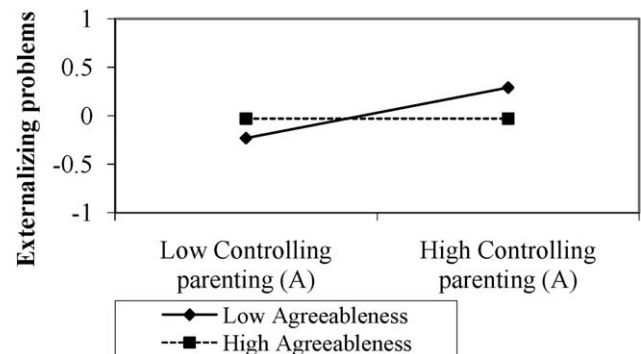 Externalizing problems
1
0.5
0
-0.5
-1
Low Controlling
parenting (A)
High Controlling
parenting (A)
Low Agreeableness
High Agreeableness